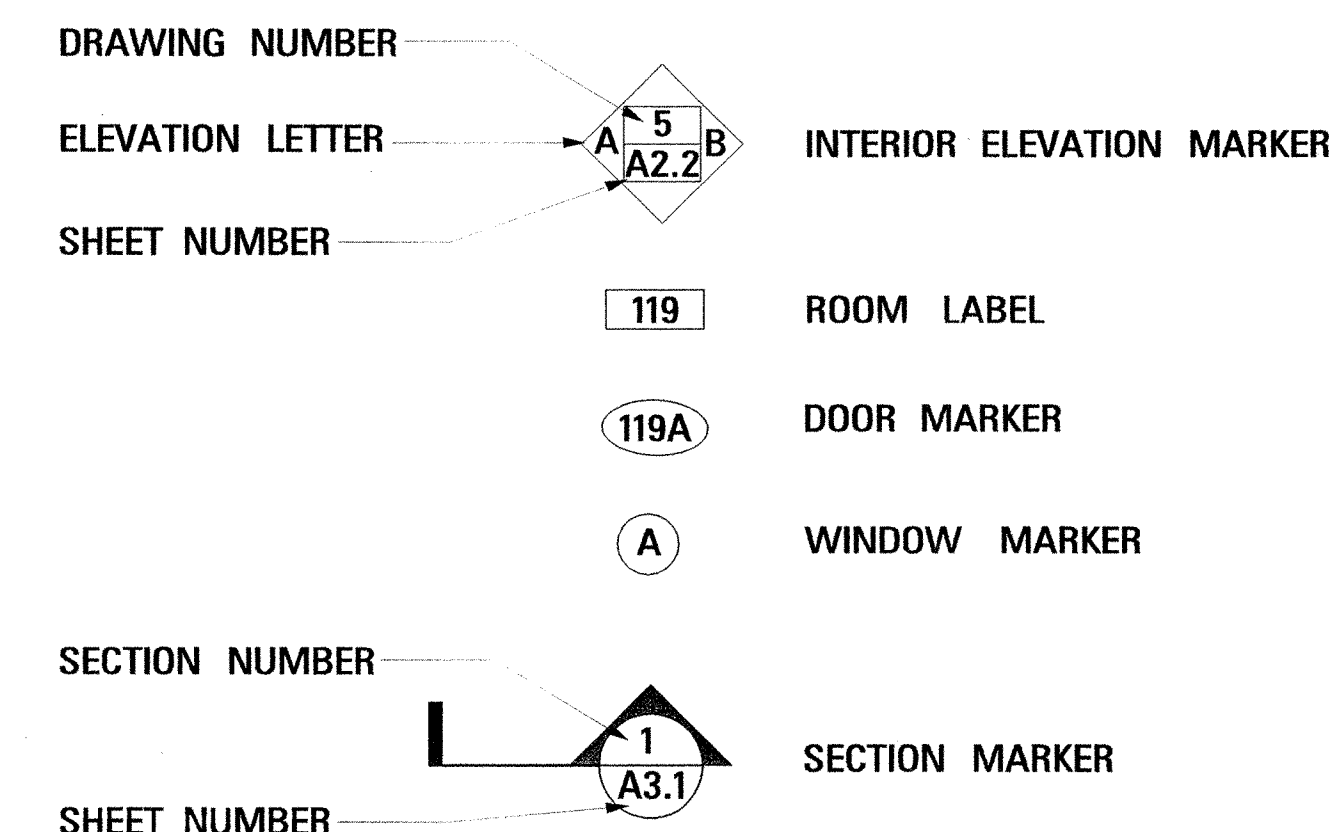 DRAWING NUMBER
5
ELEVATION LETTER
A
B
INTERIOR ELEVATION MARKER
A2.2
SHEET NUMBER
119
ROOM LABEL
119A
DOOR MARKER
A
WINDOW MARKER
SECTION NUMBER
1
SECTION MARKER
A3.1
SHEET NUMBER